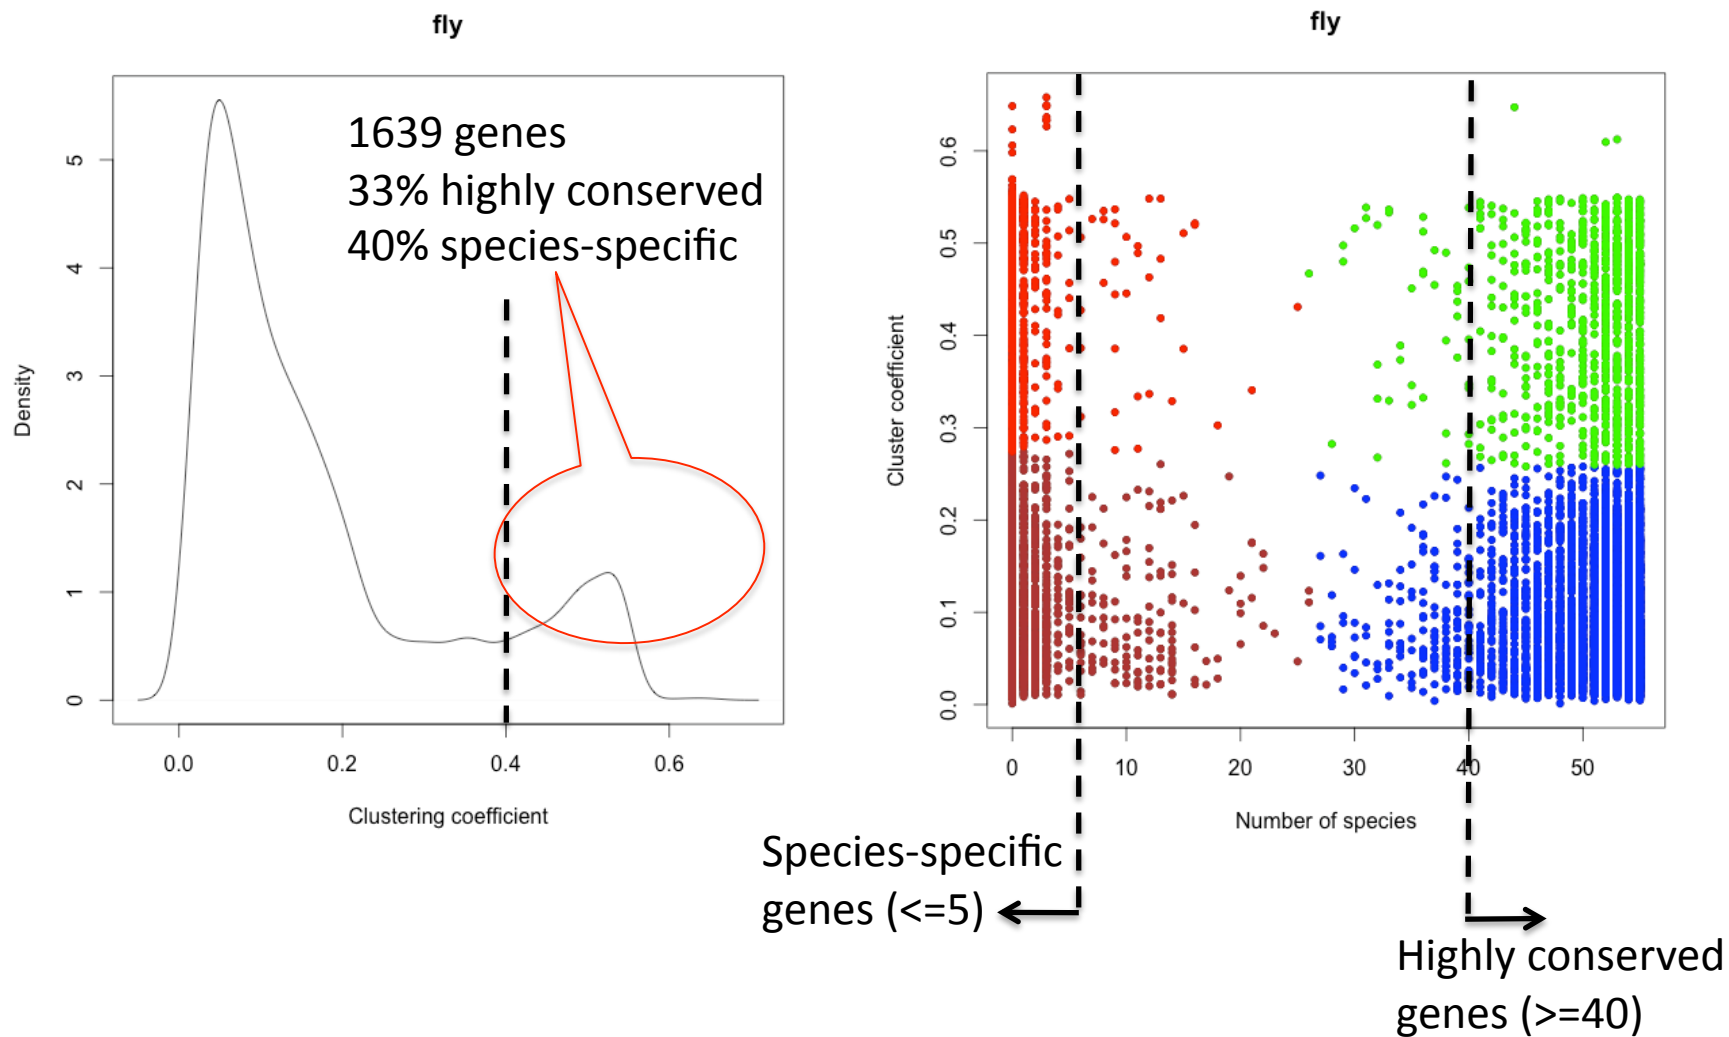 fly
1639 genes
33% highly conserved
40% species-specific
Density
0
1
2
3
4
5
0.0
0.2
0.4
0.6
Clustering coefficient
fly
Cluster coefficient
0.0
0.1
0.2
0.3
0.4
0.5
0.6
0
10
20
30
40
50
Number of species
Species-specific
genes (<=5)
Highly conserved
genes (>=40)